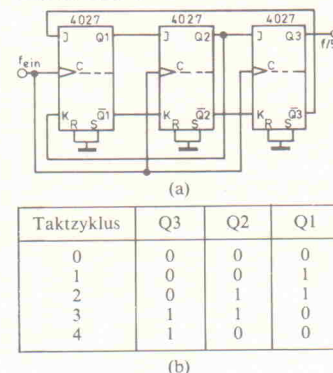 4027 4027 4027
J Q1 J Q2 J Q3 f/5
fein C C C
K Q̅1 K Q̅2 K Q̅3
R S R S R S
(a)
Taktzyklus Q3 Q2 Q1
0 0 0 0
1 0 0 1
2 0 1 1
3 1 1 0
4 1 0 0
(b)